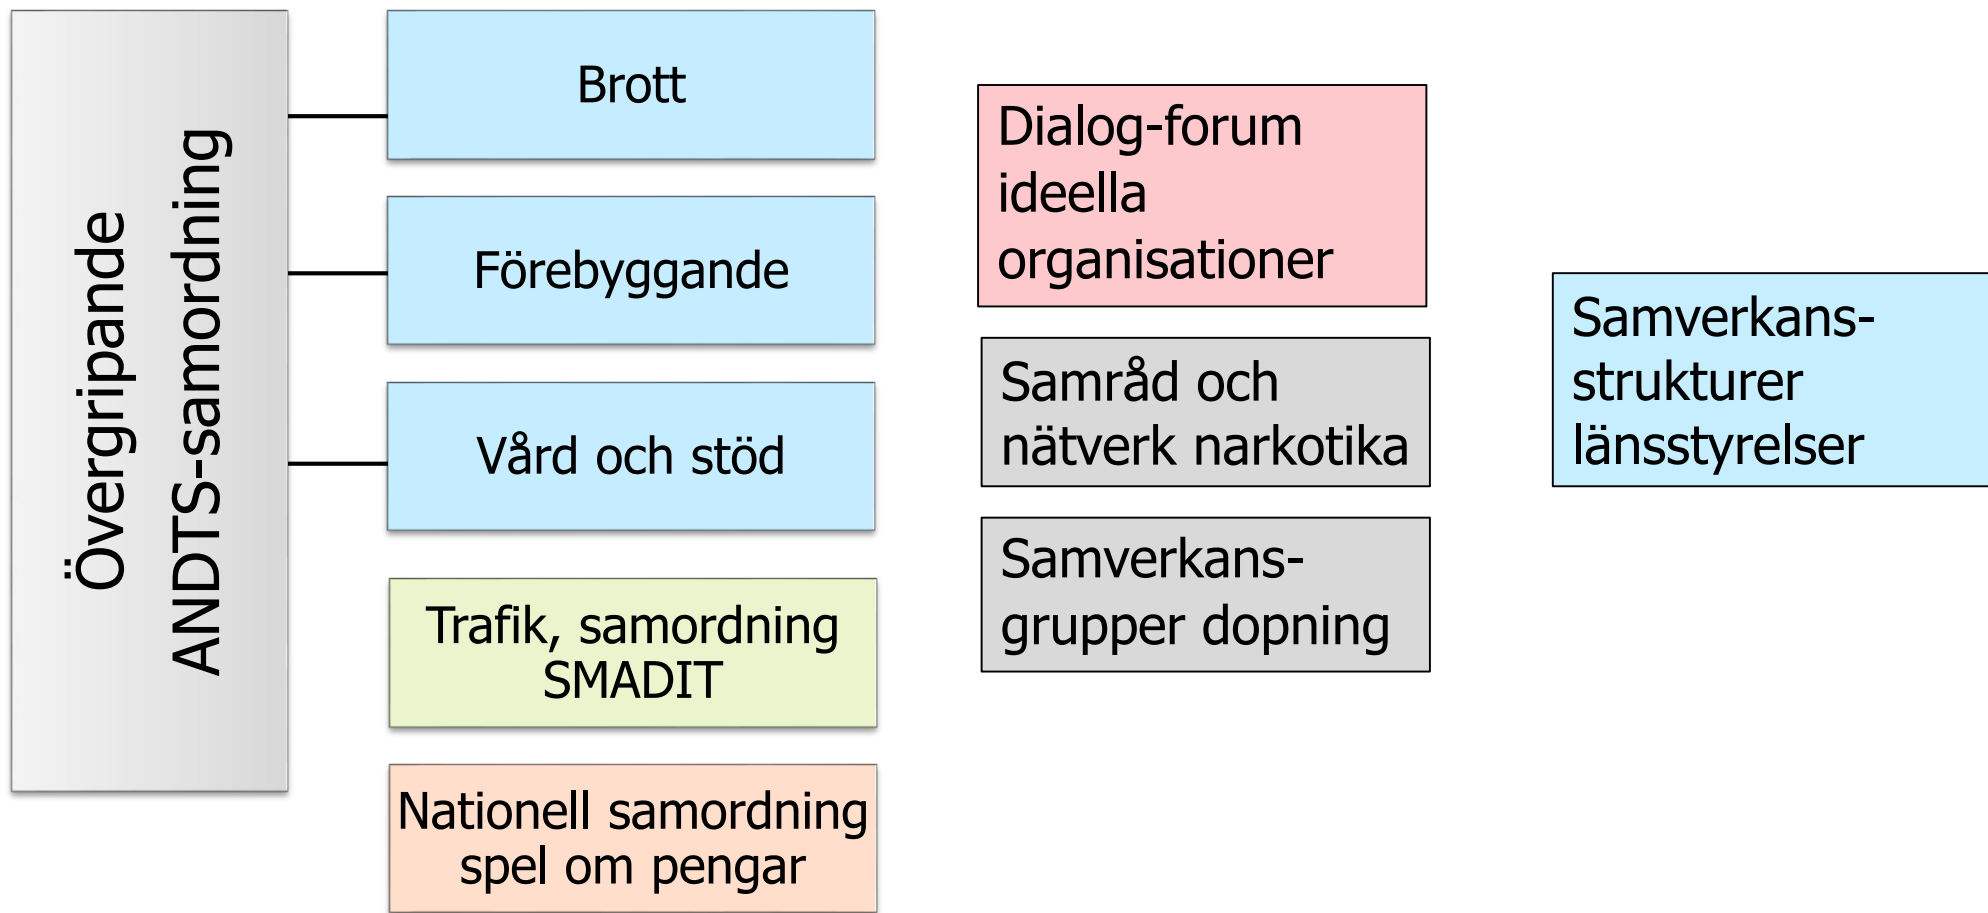 Övergripande
ANDTS-samordning
Brott
Förebyggande
Vård och stöd
Trafik, samordning
SMADIT
Nationell samordning
spel om pengar
Dialog-forum
ideella
organisationer
Samråd och
nätverk narkotika
Samverkans-
grupper dopning
Samverkans-
strukturer
länsstyrelser